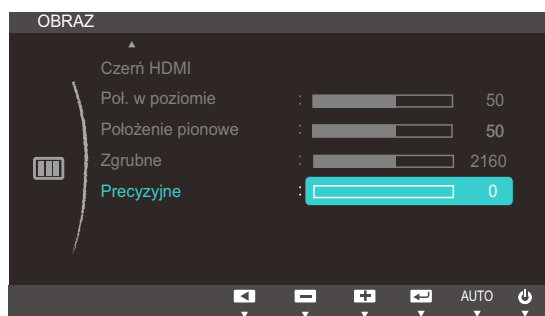 OBRAZ
Czerń HDMI
Poł. w poziomie : 50
Położenie pionowe : 50
Zgrubne : 2160
Precyzyjne : 0
AUTO